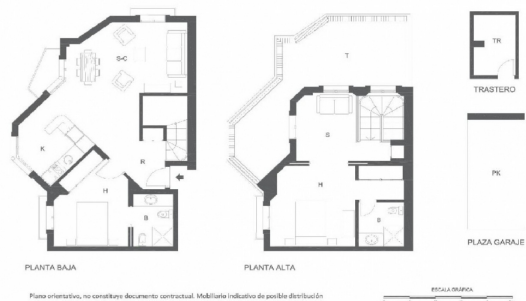 S-C
K
R
H
B
PLANTA BAJA
T
S
H
B
PLANTA ALTA
TR
TRASTERO
PK
PLAZA GARAJE
Plano orientativo, no constituye documento contractual. Mobiliario indicativo de posible distribución
ESCALA GRÁFICA